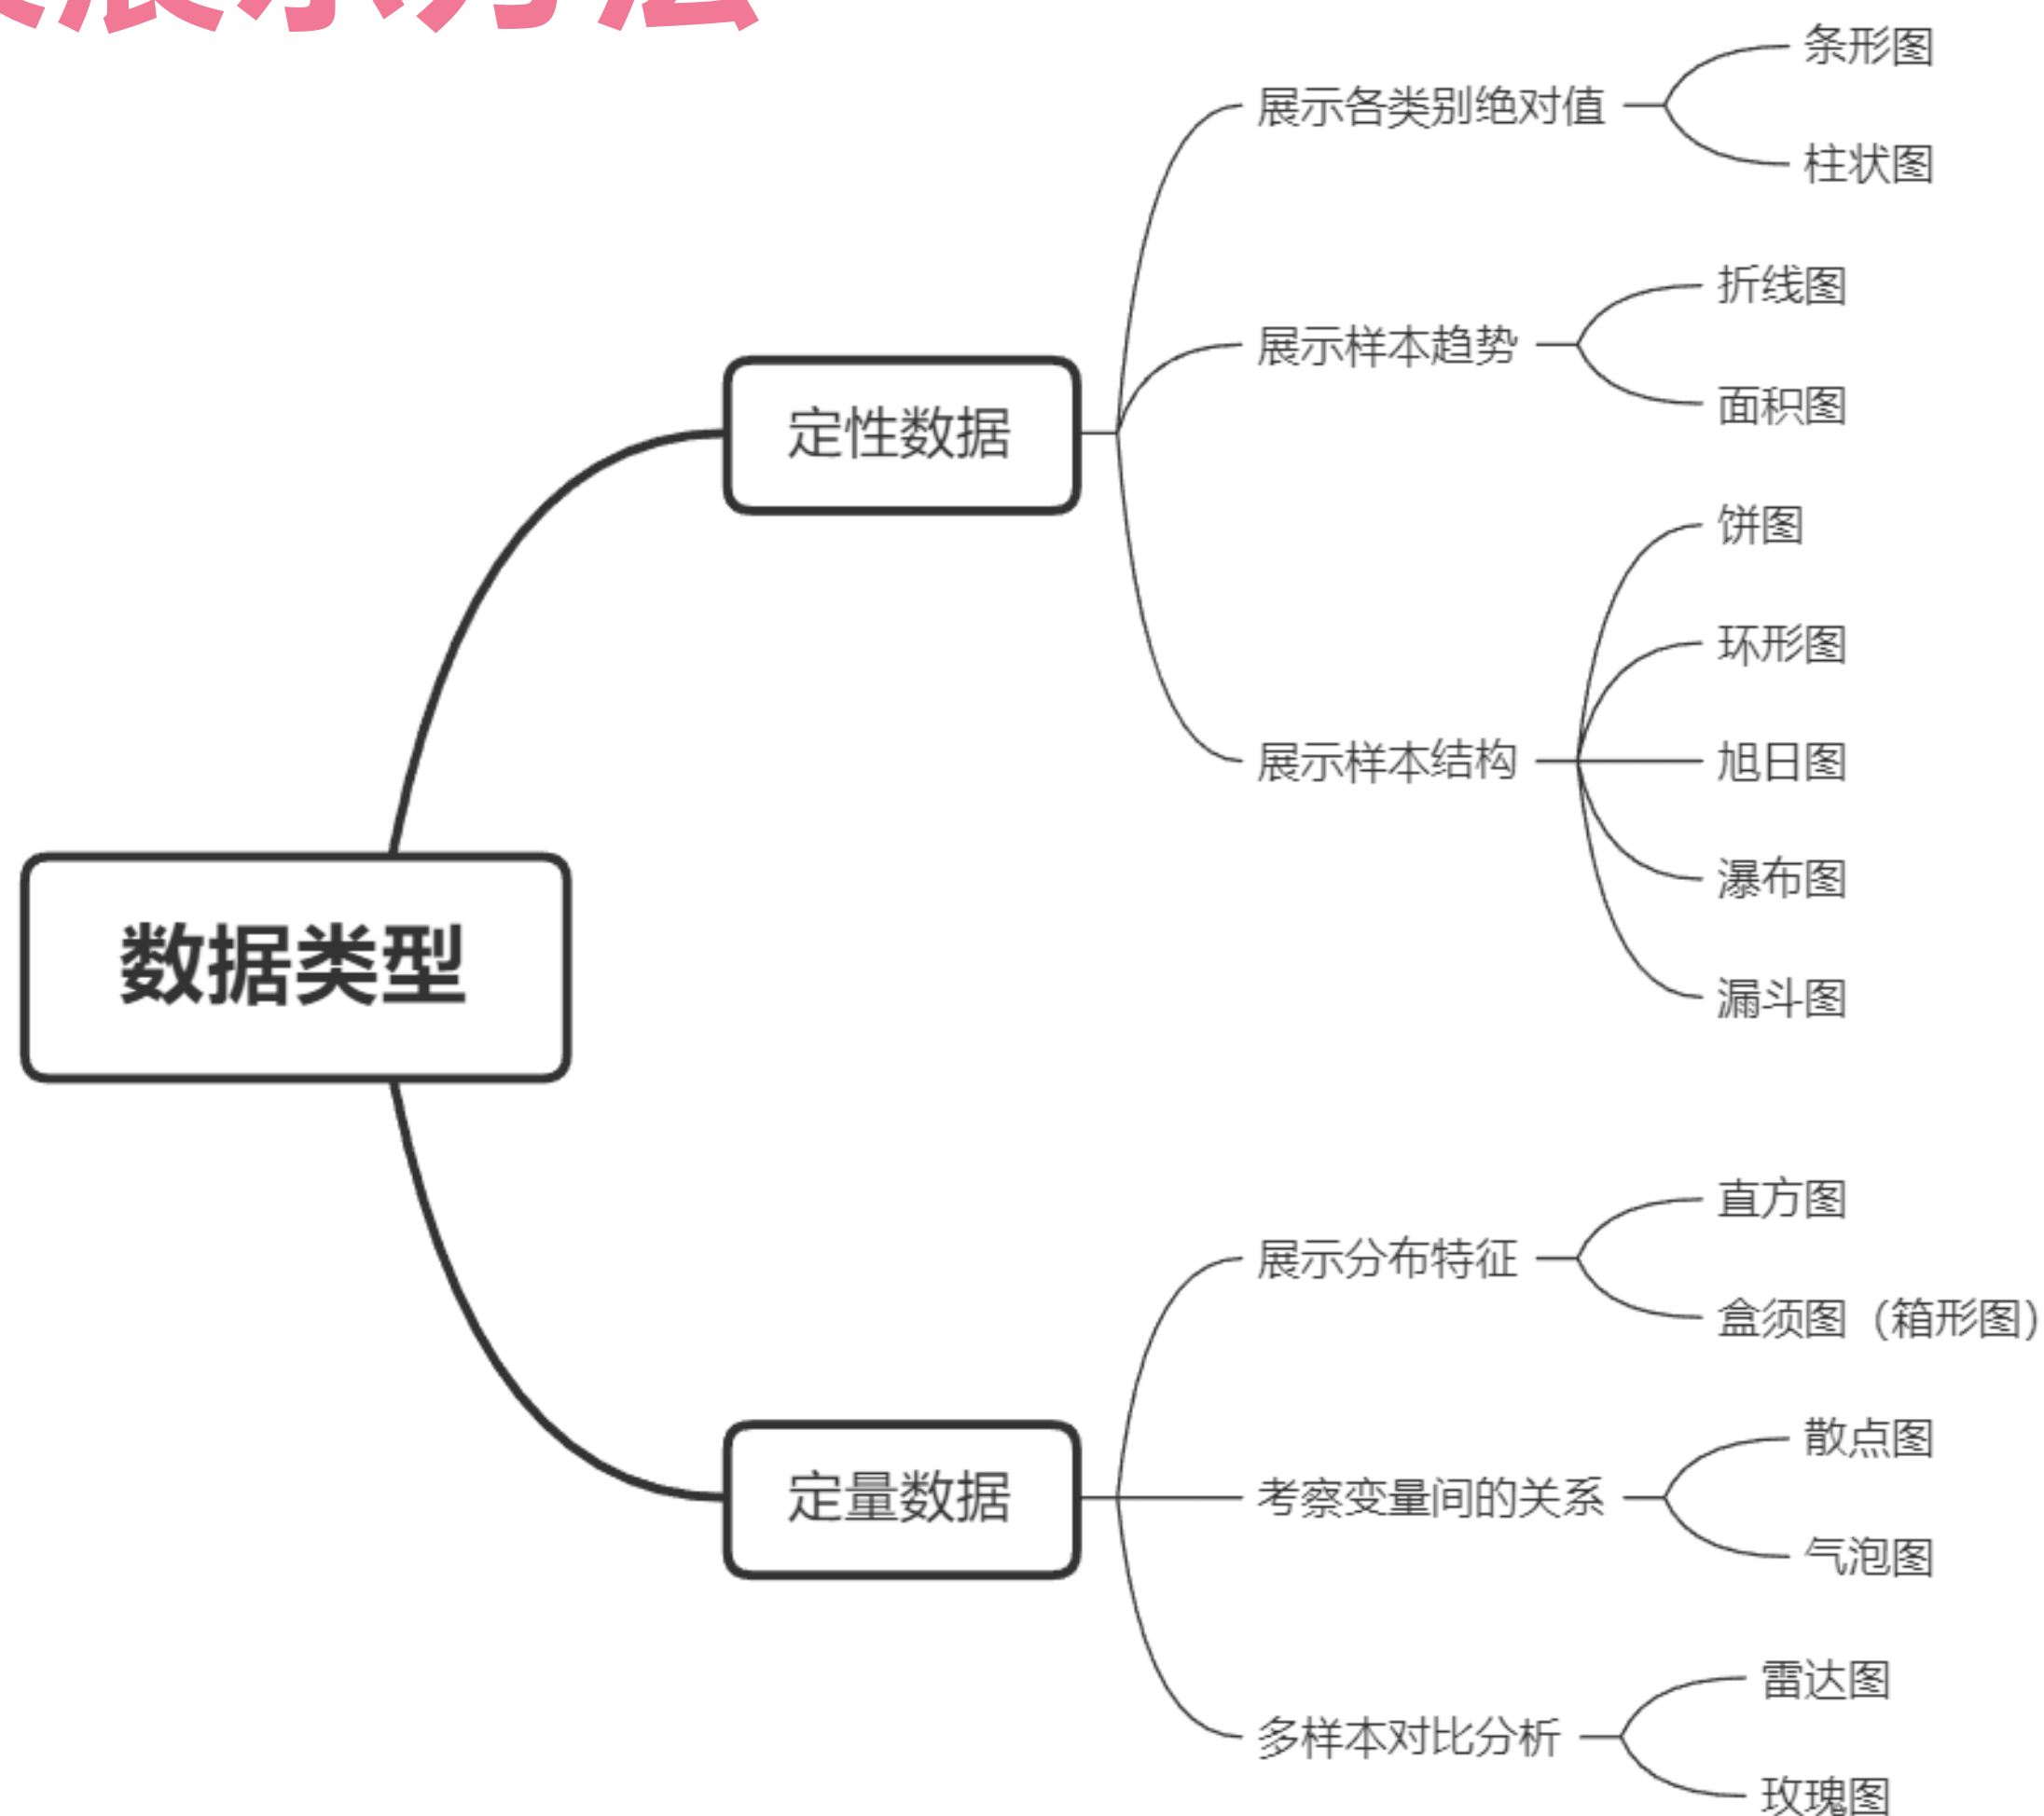 展示方法
条形图
展示各类别绝对值
柱状图
折线图
展示样本趋势
面积图
定性数据
饼图
环形图
展示样本结构
旭日图
瀑布图
漏斗图
数据类型
直方图
展示分布特征
盒须图（箱形图）
定量数据
散点图
考察变量间的关系
气泡图
雷达图
多样本对比分析
玫瑰图